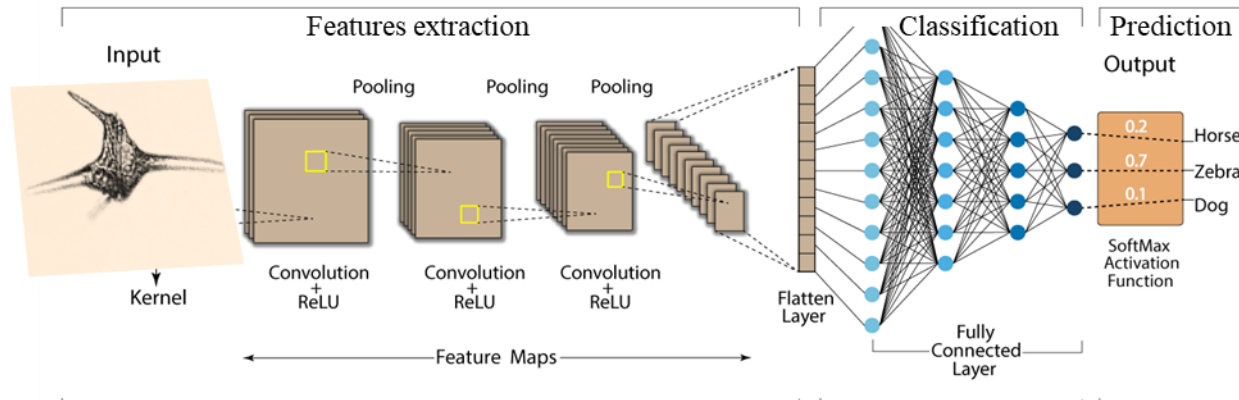 Features extraction
Classification
Prediction
Input
Output
Pooling
Pooling
Pooling
0.2
Horse
0.7
Zebra
0.1
Dog
Kernel
Convolution
+
ReLU
Convolution
+
ReLU
Convolution
+
ReLU
Flatten
Layer
SoftMax
Activation
Function
Fully
Connected
Layer
Feature Maps